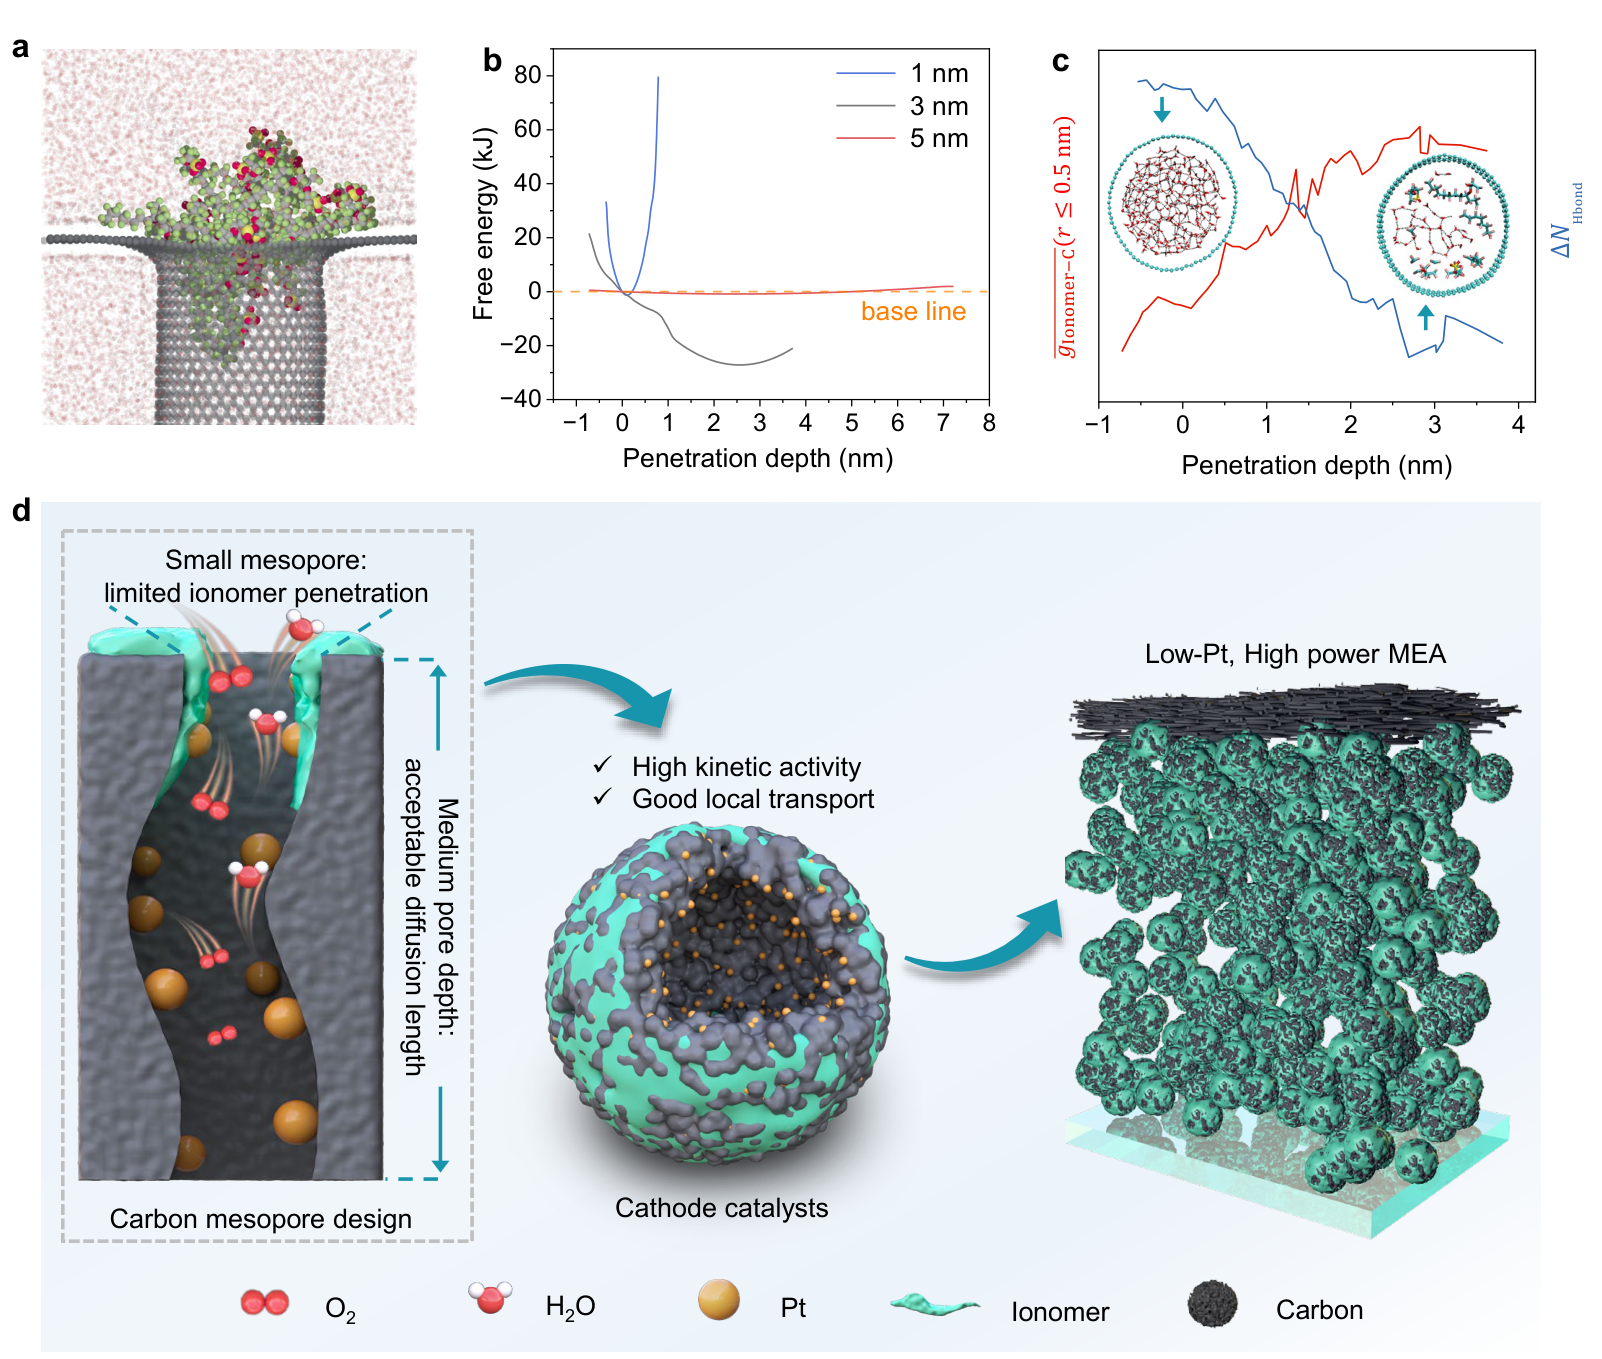 a
b
80
60
40
20
0
−20
−40
Free energy (kJ)
1 nm
3 nm
5 nm
base line
−1 0 1 2 3 4 5 6 7 8
Penetration depth (nm)
c
gIonomer−C(r ≤ 0.5 nm)
ΔNHbond
−1 0 1 2 3 4
Penetration depth (nm)
d
Small mesopore:
limited ionomer penetration
Medium pore depth:
acceptable diffusion length
Carbon mesopore design
✓ High kinetic activity
✓ Good local transport
Cathode catalysts
Low-Pt, High power MEA
O2
H2O
Pt
Ionomer
Carbon